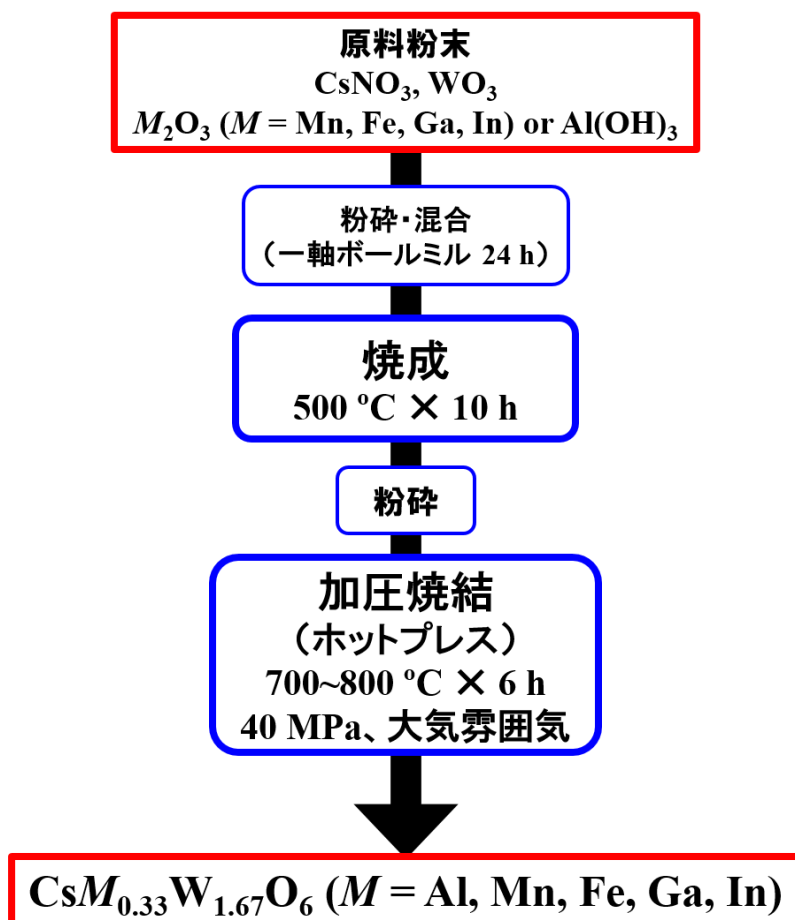 原料粉末
CsNO₃, WO₃
M₂O₃ (M = Mn, Fe, Ga, In) or Al(OH)₃
粉砕・混合
（一軸ボールミル 24 h）
焼成
500 ºC × 10 h
粉砕
加圧焼結
（ホットプレス）
700~800 ºC × 6 h
40 MPa、大気雰囲気
CsM₀.₃₃W₁.₆₇O₆ (M = Al, Mn, Fe, Ga, In)